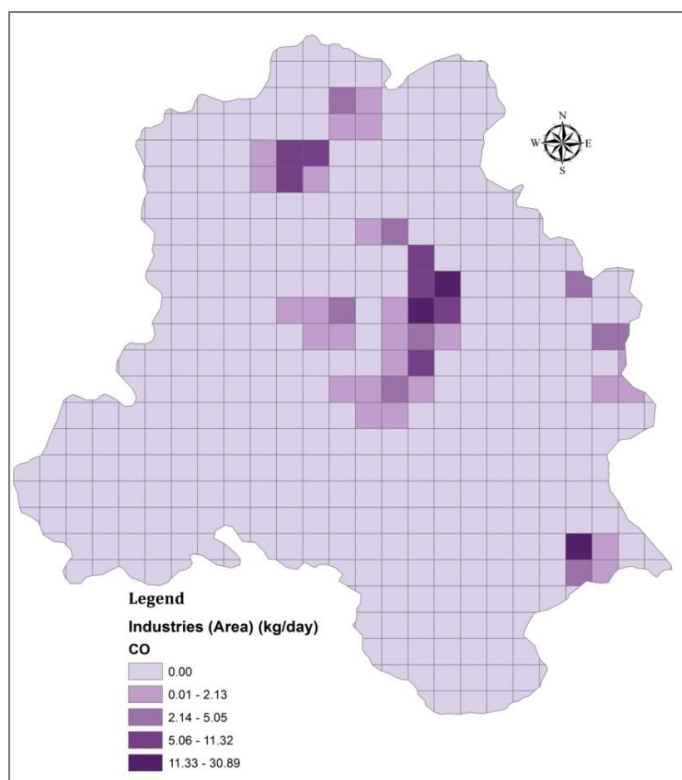 N
W E
S
Legend
Industries (Area) (kg/day)
CO
0.00
0.01 - 2.13
2.14 - 5.05
5.06 - 11.32
11.33 - 30.89